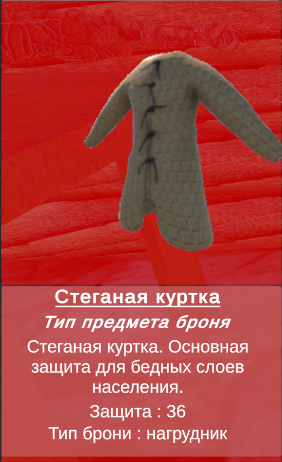 Стеганая куртка
Тип предмета броня
Стеганая куртка. Основная
защита для бедных слоев
населения.
Защита : 36
Тип брони : нагрудник